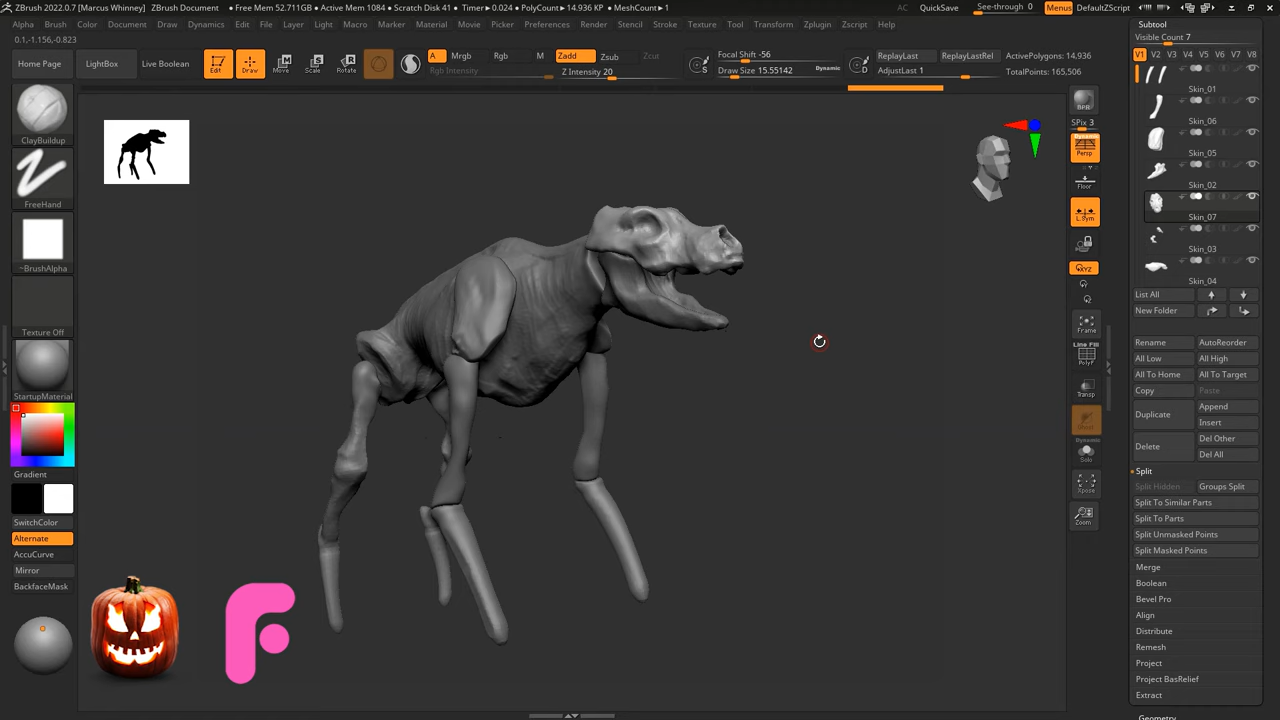 ZBrush 2022.0.7 [Marcus Whinney] ZBrush Document • Free Mem 52.711GB • Active Mem 1084 • Scratch Disk 41 • Timer▸0.024 • PolyCount▸14.936 KP • MeshCount▸1
AC QuickSave See-through 0 Menus DefaultZScript
Alpha Brush Color Document Draw Dynamics Edit File Layer Light Macro Marker Material Movie Picker Preferences Render Stencil Stroke Texture Tool Transform Zplugin Zscript Help
0.1,-1.156,-0.823
Home Page LightBox Live Boolean Edit Draw Move Scale Rotate
A Mrgb Rgb M Zadd Zsub Zcut
Rgb Intensity Z Intensity 20
Focal Shift -56
Draw Size 15.55142 Dynamic
S
D
ReplayLast ReplayLastRel
AdjustLast 1
ActivePolygons: 14,936
TotalPoints: 165,506
ClayBuildup
FreeHand
~BrushAlpha
Texture Off
StartupMaterial
Gradient
SwitchColor
Alternate
AccuCurve
Mirror
BackfaceMask
BPR
SPix 3
Dynamic
Persp
Floor
L.Sym
XYZ
Frame
Line Fill
PolyF
Transp
Ghost
Dynamic
Solo
Xpose
Zoom
Subtool
Visible Count 7
V1 V2 V3 V4 V5 V6 V7 V8
Skin_01
Skin_06
Skin_05
Skin_02
Skin_07
Skin_03
Skin_04
List All
New Folder
Rename AutoReorder
All Low All High
All To Home All To Target
Copy Paste
Duplicate Append
Insert
Delete Del Other
Del All
Split
Split Hidden Groups Split
Split To Similar Parts
Split To Parts
Split Unmasked Points
Split Masked Points
Merge
Boolean
Bevel Pro
Align
Distribute
Remesh
Project
Project BasRelief
Extract
Geometry